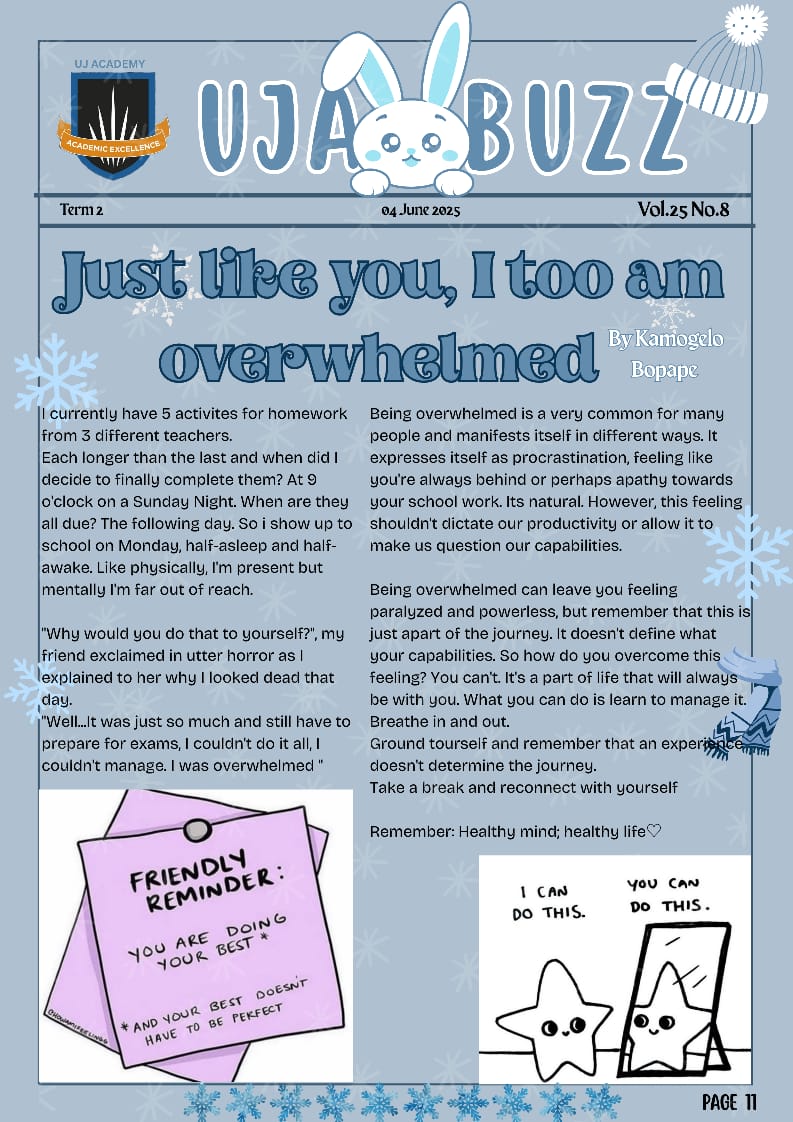 UJ ACADEMY
ACADEMIC EXCELLENCE
UJA BUZZ
Term 2
04 June 2025
Vol.25 No.8
Just like you, I too am
overwhelmed
By Kamogelo
Bopape
I currently have 5 activites for homework
from 3 different teachers.
Each longer than the last and when did I
decide to finally complete them? At 9
o'clock on a Sunday Night. When are they
all due? The following day. So i show up to
school on Monday, half-asleep and half-
awake. Like physically, I'm present but
mentally I'm far out of reach.
"Why would you do that to yourself?", my
friend exclaimed in utter horror as I
explained to her why I looked dead that
day.
"Well...It was just so much and still have to
prepare for exams, I couldn't do it all, I
couldn't manage. I was overwhelmed "
FRIENDLY
REMINDER:
YOU ARE DOING
YOUR BEST *
* AND YOUR BEST DOESN'T
HAVE TO BE PERFECT
Being overwhelmed is a very common for many
people and manifests itself in different ways. It
expresses itself as procrastination, feeling like
you're always behind or perhaps apathy towards
your school work. Its natural. However, this feeling
shouldn't dictate our productivity or allow it to
make us question our capabilities.
Being overwhelmed can leave you feeling
paralyzed and powerless, but remember that this is
just apart of the journey. It doesn't define what
your capabilities. So how do you overcome this
feeling? You can't. It's a part of life that will always
be with you. What you can do is learn to manage it.
Breathe in and out.
Ground tourself and remember that an experience
doesn't determine the journey.
Take a break and reconnect with yourself
Remember: Healthy mind; healthy life♡
I CAN
DO THIS.
YOU CAN
DO THIS.
PAGE 11